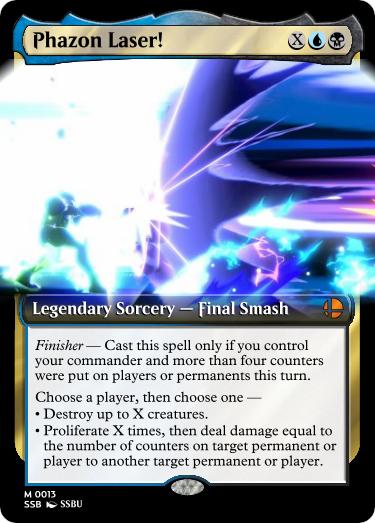 Phazon Laser!
X
Legendary Sorcery — Final Smash
Finisher — Cast this spell only if you control
your commander and more than four counters
were put on players or permanents this turn.
Choose a player, then choose one —
• Destroy up to X creatures.
• Proliferate X times, then deal damage equal to
the number of counters on target permanent or
player to another target permanent or player.
M 0013
SSB SSBU